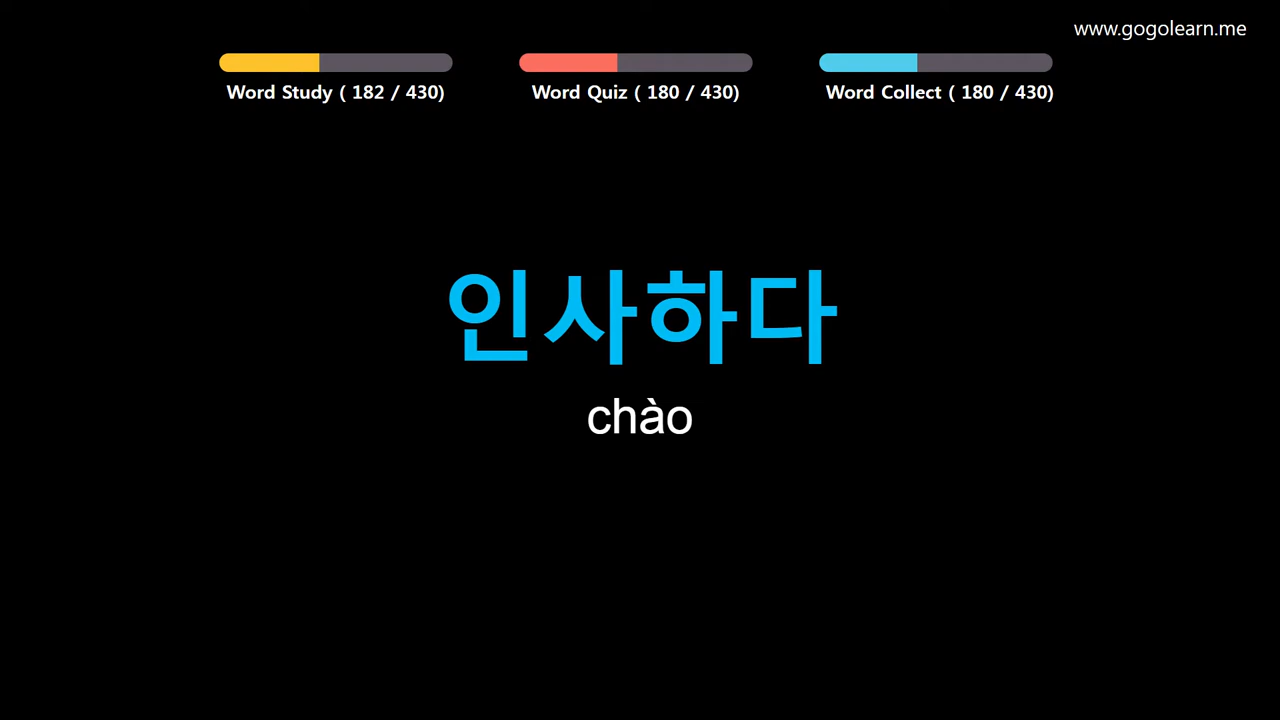 www.gogolearn.me
Word Study ( 182 / 430)
Word Quiz ( 180 / 430)
Word Collect ( 180 / 430)
인사하다
chào